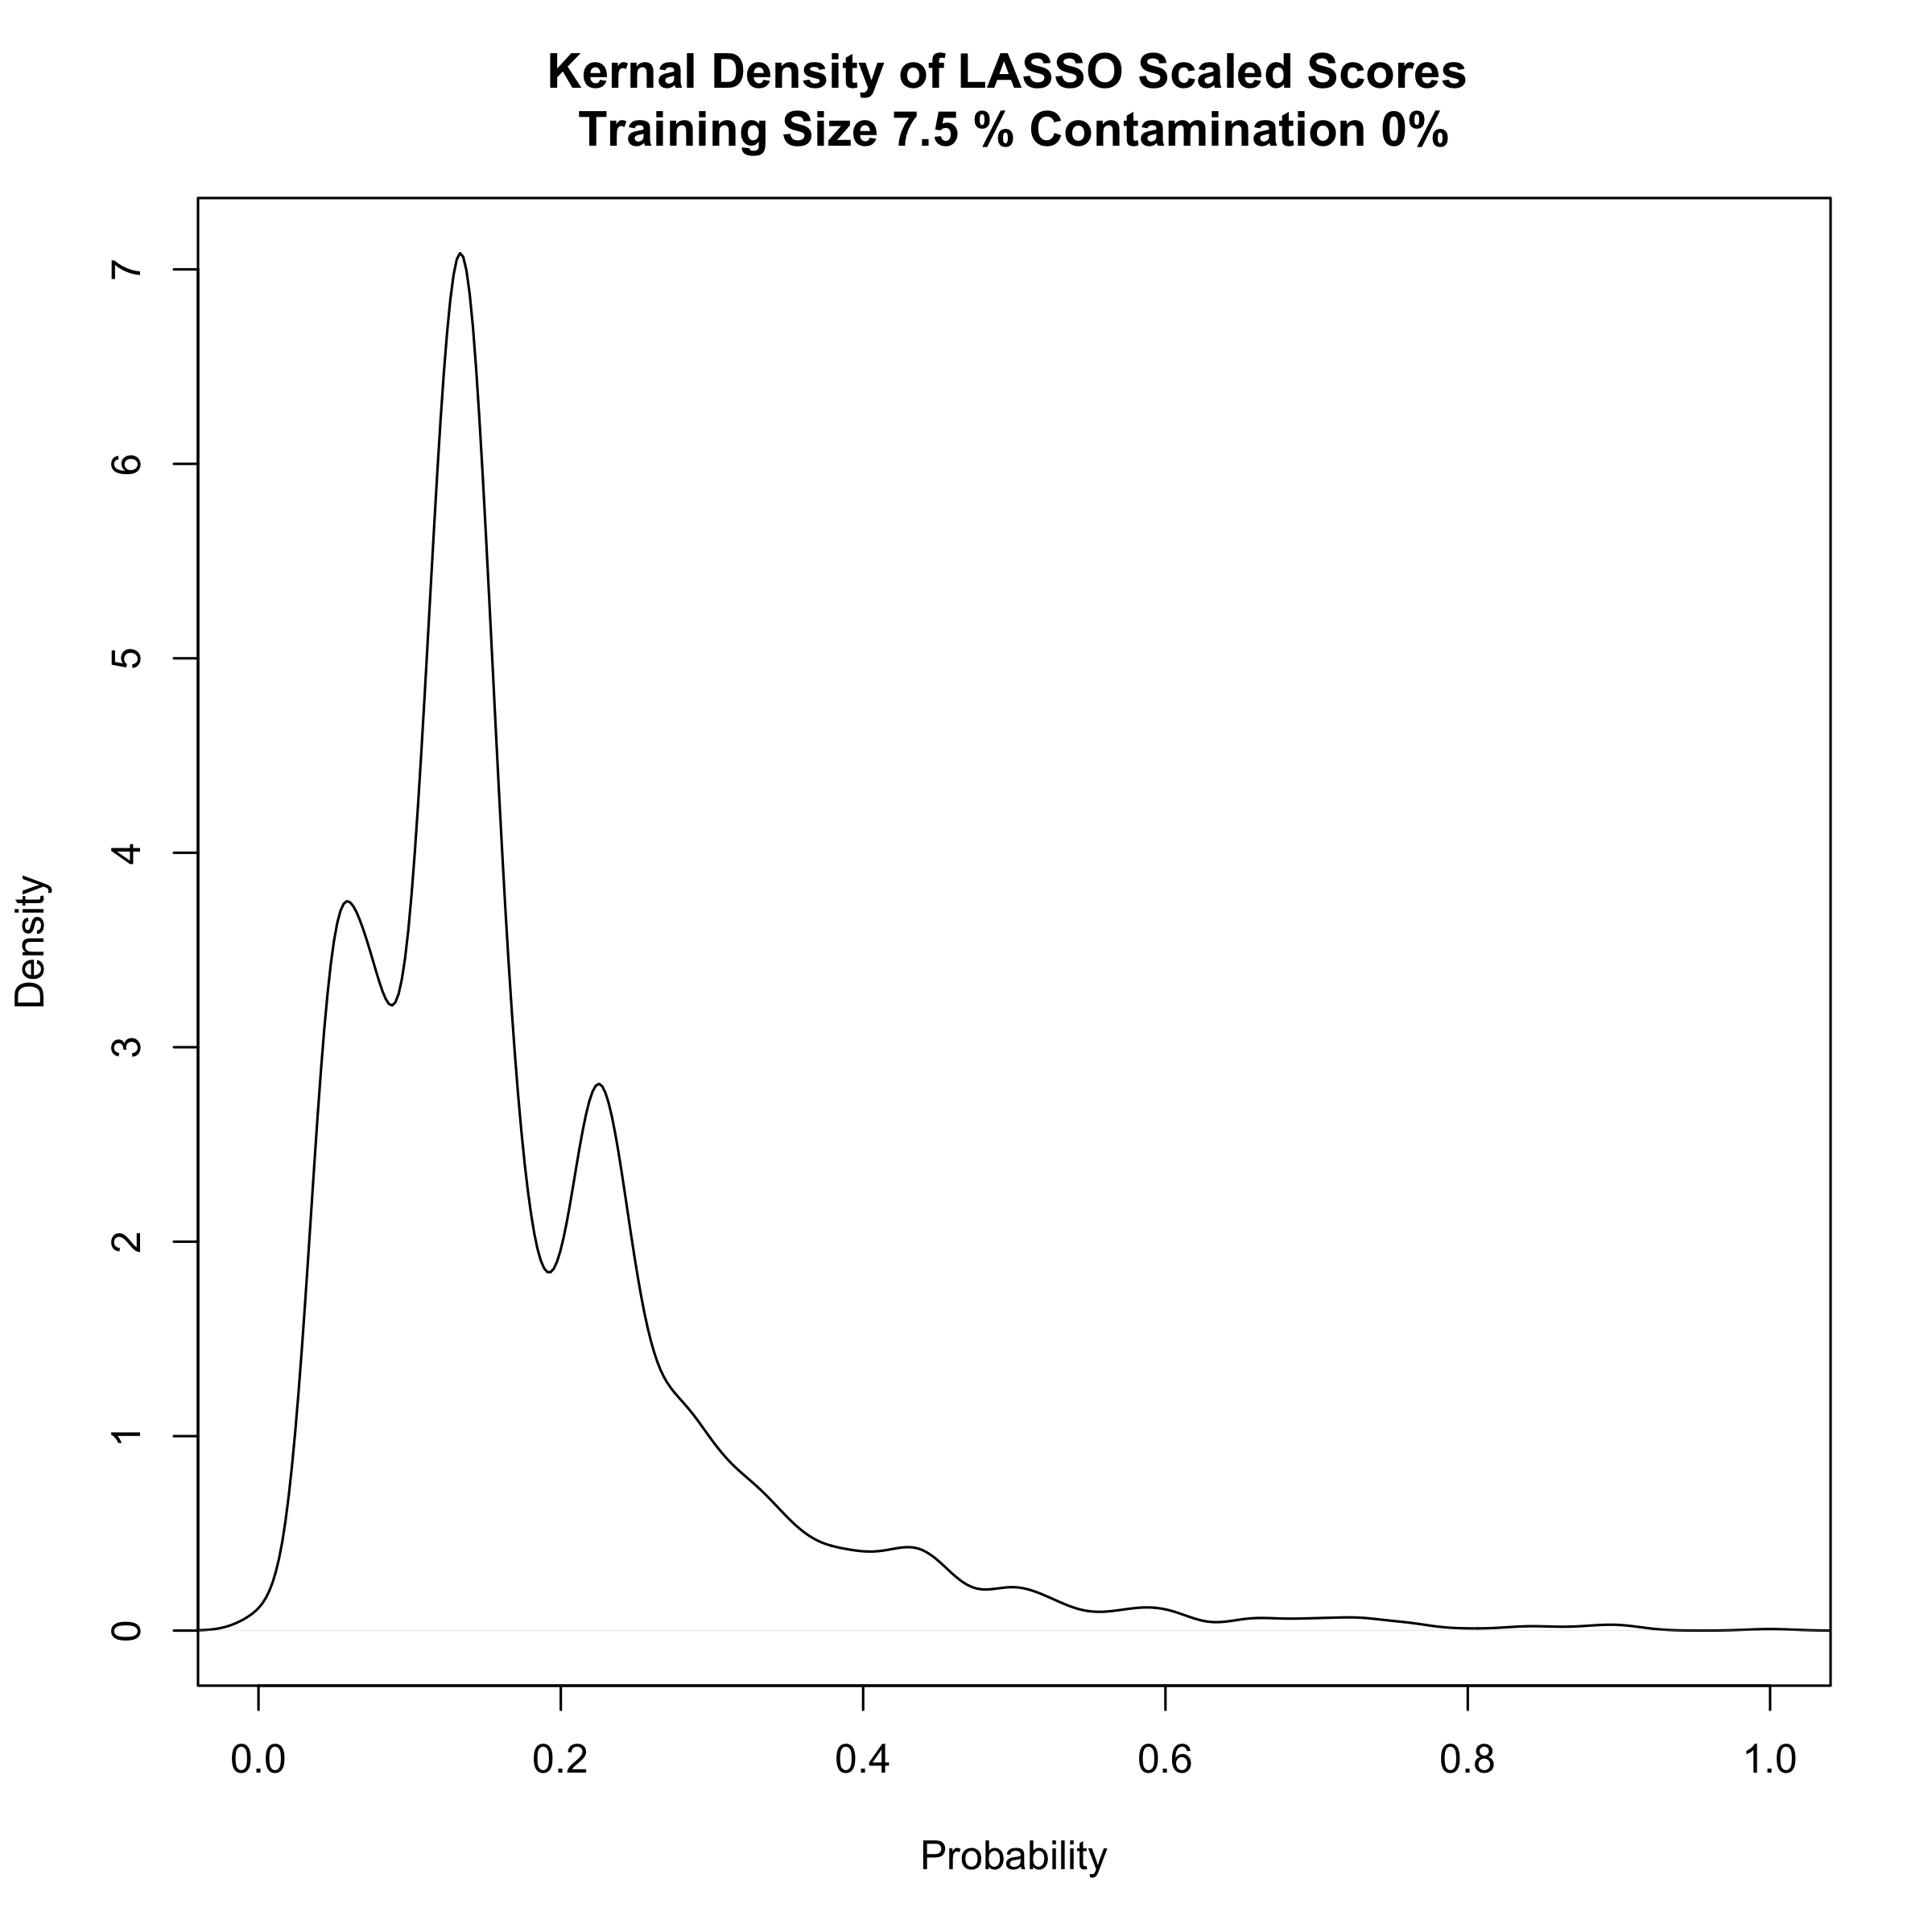 Kernal Density of LASSO Scaled Scores
Training Size 7.5 % Contamination 0%
7
6
5
4
3
2
1
0
Density
0.0 0.2 0.4 0.6 0.8 1.0
Probability